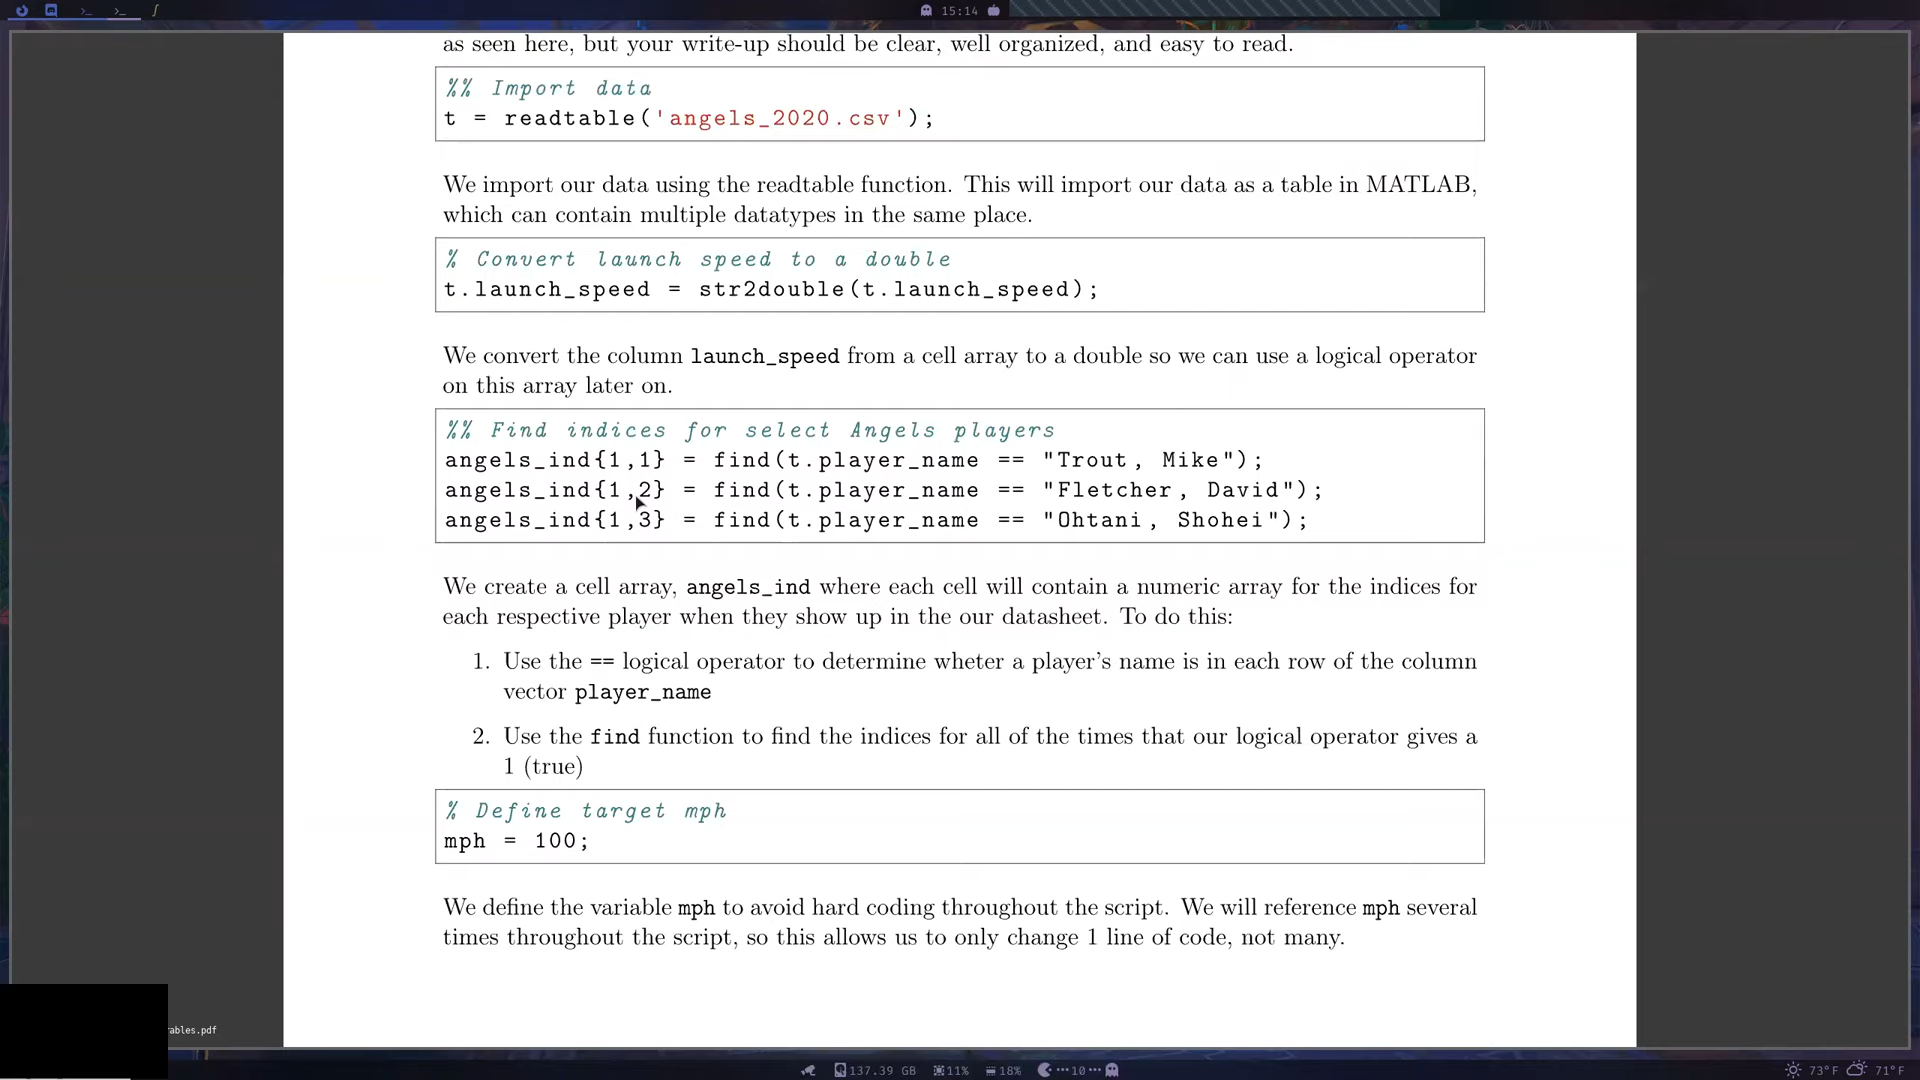 15:14
as seen here, but your write-up should be clear, well organized, and easy to read.
%% Import data
t = readtable('angels_2020.csv');
We import our data using the readtable function. This will import our data as a table in MATLAB,
which can contain multiple datatypes in the same place.
% Convert launch speed to a double
t.launch_speed = str2double(t.launch_speed);
We convert the column launch_speed from a cell array to a double so we can use a logical operator
on this array later on.
%% Find indices for select Angels players
angels_ind{1,1} = find(t.player_name == "Trout, Mike");
angels_ind{1,2} = find(t.player_name == "Fletcher, David");
angels_ind{1,3} = find(t.player_name == "Ohtani, Shohei");
We create a cell array, angels_ind where each cell will contain a numeric array for the indices for
each respective player when they show up in the our datasheet. To do this:
1. Use the == logical operator to determine wheter a player's name is in each row of the column
vector player_name
2. Use the find function to find the indices for all of the times that our logical operator gives a
1 (true)
% Define target mph
mph = 100;
We define the variable mph to avoid hard coding throughout the script. We will reference mph several
times throughout the script, so this allows us to only change 1 line of code, not many.
ables.pdf
137.39 GB 11% 18% 10 73°F 71°F